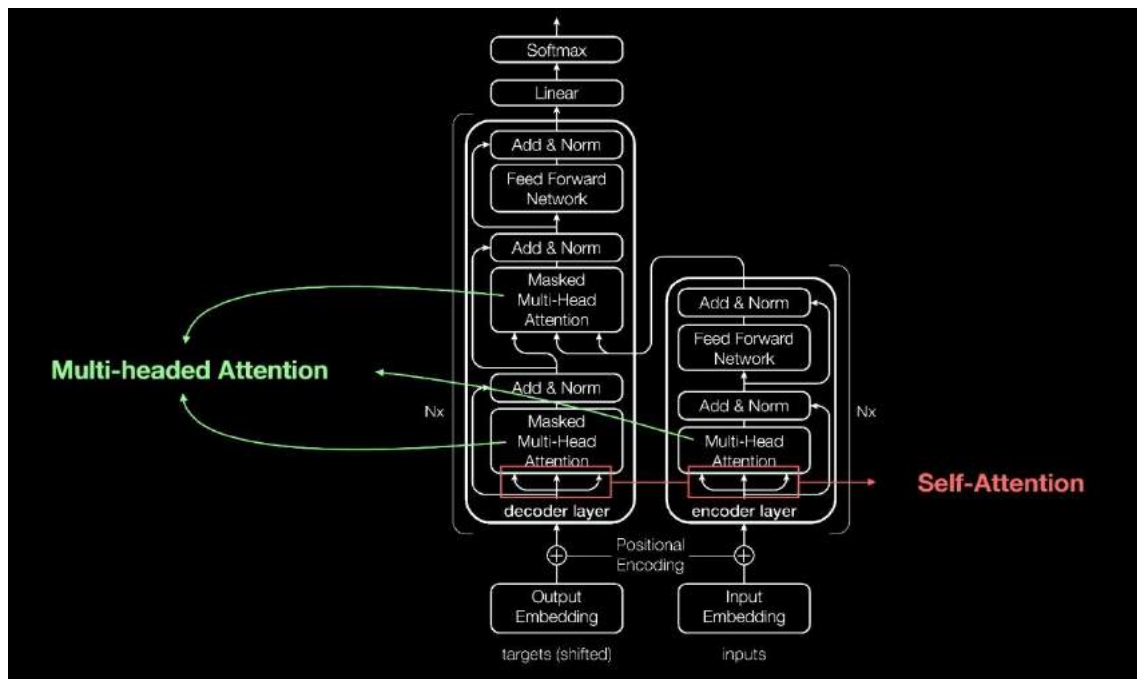 Softmax
Linear
Add & Norm
Feed Forward
Network
Add & Norm
Masked
Multi-Head
Attention
Add & Norm
Masked
Multi-Head
Attention
decoder layer
Nx
Add & Norm
Feed Forward
Network
Add & Norm
Multi-Head
Attention
encoder layer
Nx
Multi-headed Attention
Self-Attention
Positional
Encoding
Output
Embedding
Input
Embedding
targets (shifted)
inputs